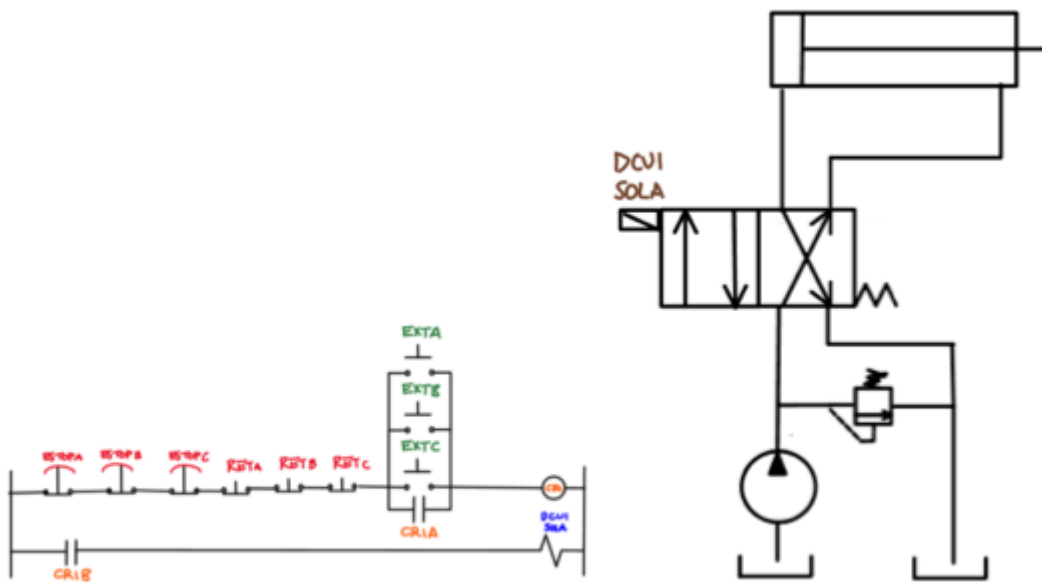 DCV1
SOLA
EXTA
EXTB
EXTC
ESTOPA
ESTOPB
ESTOPC
RETA
RETB
RETC
CR1A
DCV1
SOLA
CR1B